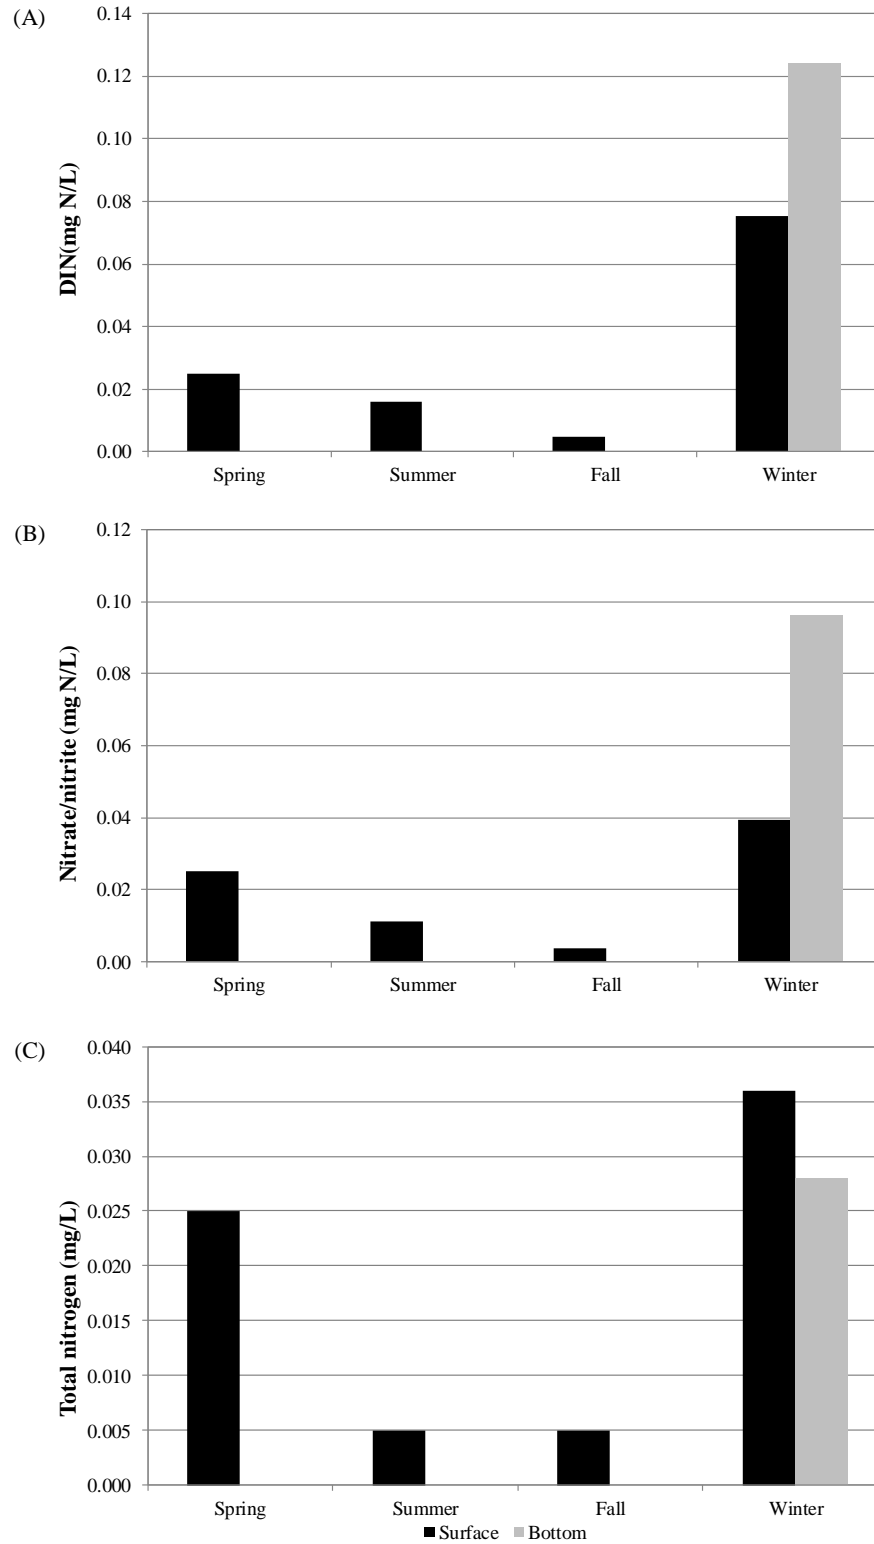 (A)
DIN(mg N/L)
0.14
0.12
0.10
0.08
0.06
0.04
0.02
0.00
Spring Summer Fall Winter
(B)
Nitrate/nitrite (mg N/L)
0.12
0.10
0.08
0.06
0.04
0.02
0.00
Spring Summer Fall Winter
(C)
Total nitrogen (mg/L)
0.040
0.035
0.030
0.025
0.020
0.015
0.010
0.005
0.000
Spring Summer Fall Winter
Surface Bottom